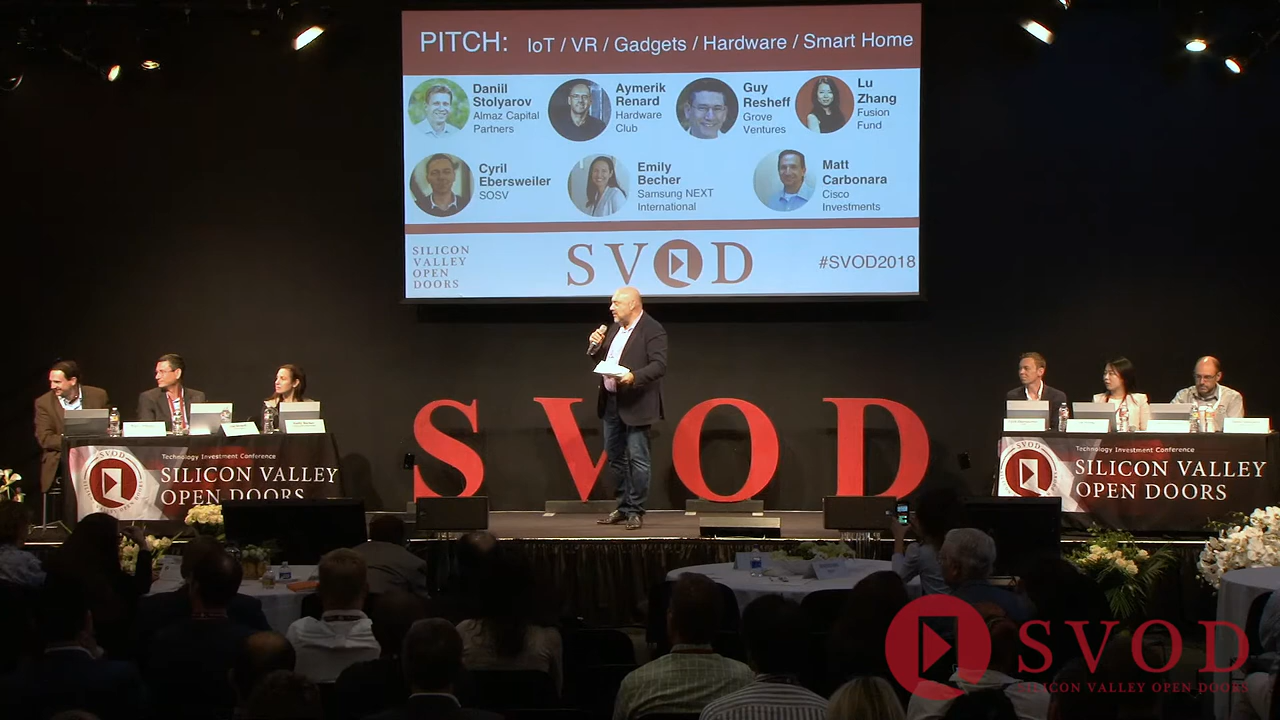 PITCH: IoT / VR / Gadgets / Hardware / Smart Home
Daniil
Stolyarov
Almaz Capital
Partners
Aymerik
Renard
Hardware
Club
Guy
Resheff
Grove
Ventures
Lu
Zhang
Fusion
Fund
Cyril
Ebersweiler
SOSV
Emily
Becher
Samsung NEXT
International
Matt
Carbonara
Cisco
Investments
SILICON
VALLEY
OPEN
DOORS
SVOD
#SVOD2018
SVOD
SVOD
Technology Investment Conference
SILICON VALLEY
OPEN DOORS
SVOD
Technology Investment Conference
SILICON VALLEY
OPEN DOORS
SVOD
SILICON VALLEY OPEN DOORS